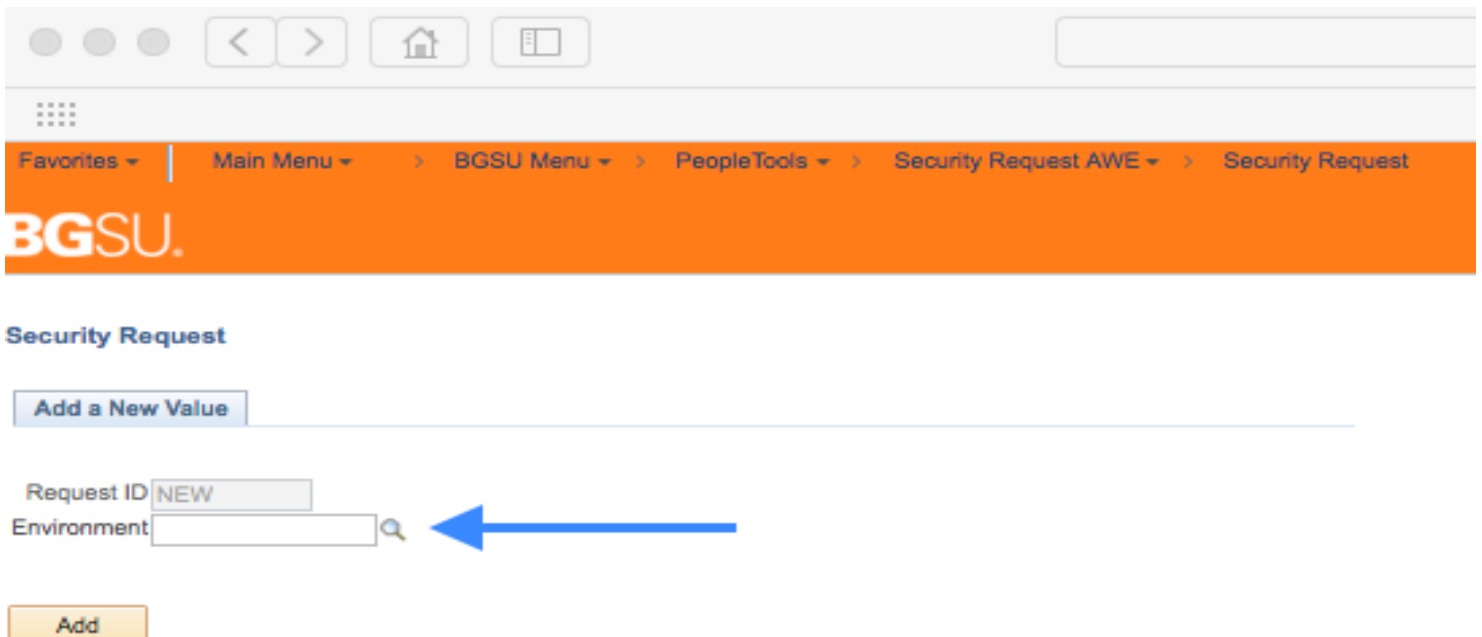 Favorites Main Menu > BGSU Menu > PeopleTools > Security Request AWE > Security Request
BGSU.
Security Request
Add a New Value
Request ID NEW
Environment
Add